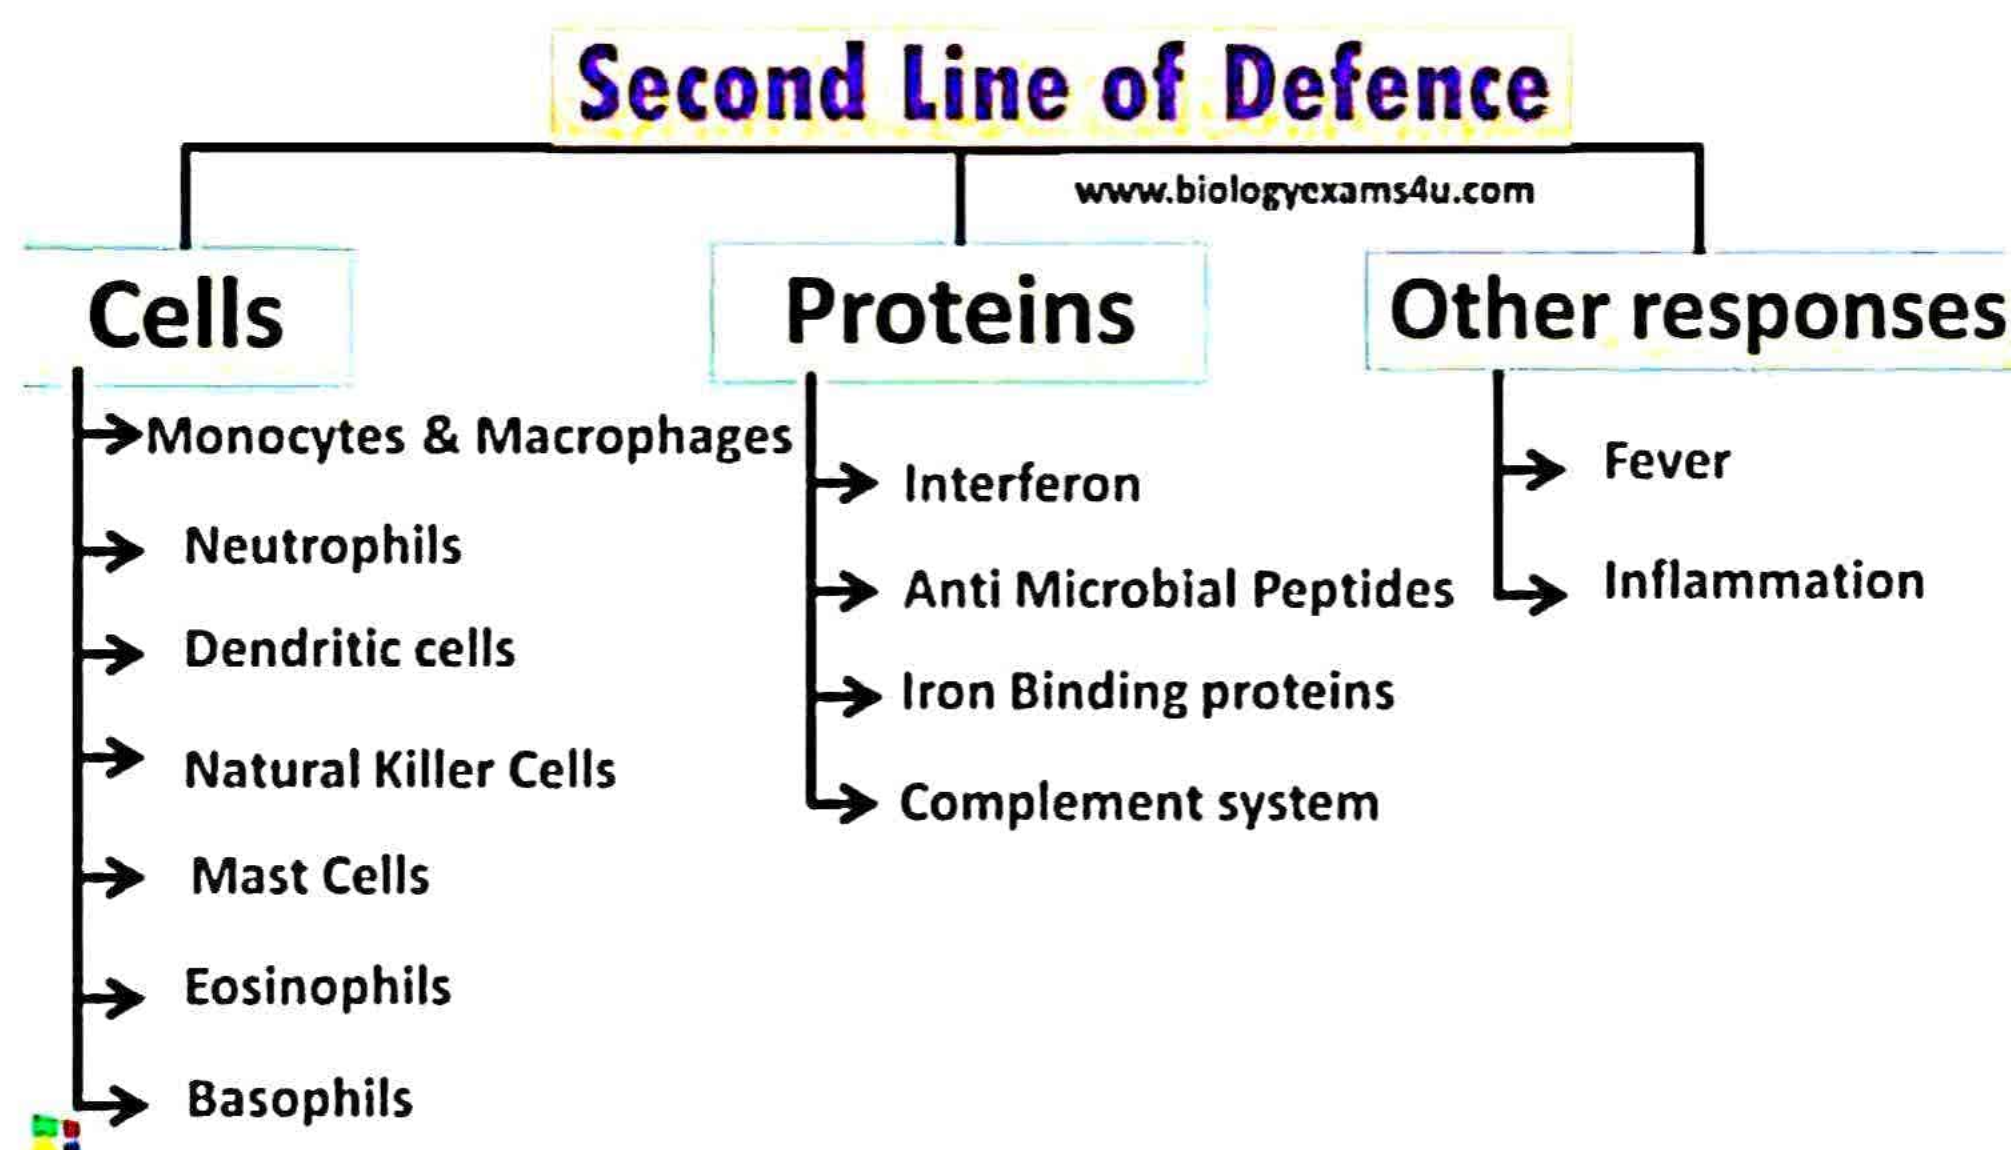 Second Line of Defence
www.biologyexams4u.com
Cells
Monocytes & Macrophages
Neutrophils
Dendritic cells
Natural Killer Cells
Mast Cells
Eosinophils
Basophils
Proteins
Interferon
Anti Microbial Peptides
Iron Binding proteins
Complement system
Other responses
Fever
Inflammation